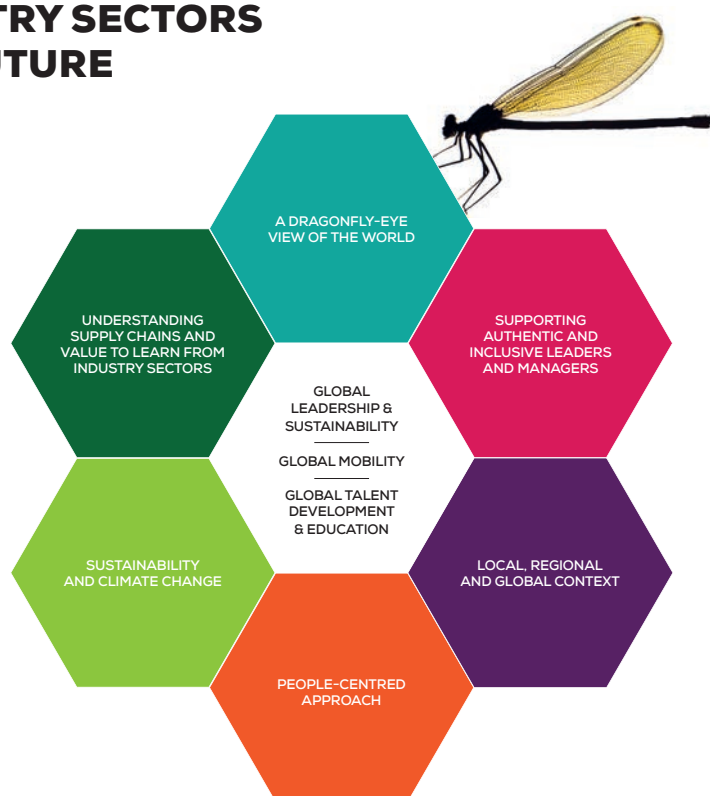 TRY SECTORS
UTURE
A DRAGONFLY-EYE
VIEW OF THE WORLD
UNDERSTANDING
SUPPLY CHAINS AND
VALUE TO LEARN FROM
INDUSTRY SECTORS
SUPPORTING
AUTHENTIC AND
INCLUSIVE LEADERS
AND MANAGERS
GLOBAL
LEADERSHIP &
SUSTAINABILITY
GLOBAL MOBILITY
GLOBAL TALENT
DEVELOPMENT
& EDUCATION
SUSTAINABILITY
AND CLIMATE CHANGE
LOCAL, REGIONAL
AND GLOBAL CONTEXT
PEOPLE-CENTRED
APPROACH